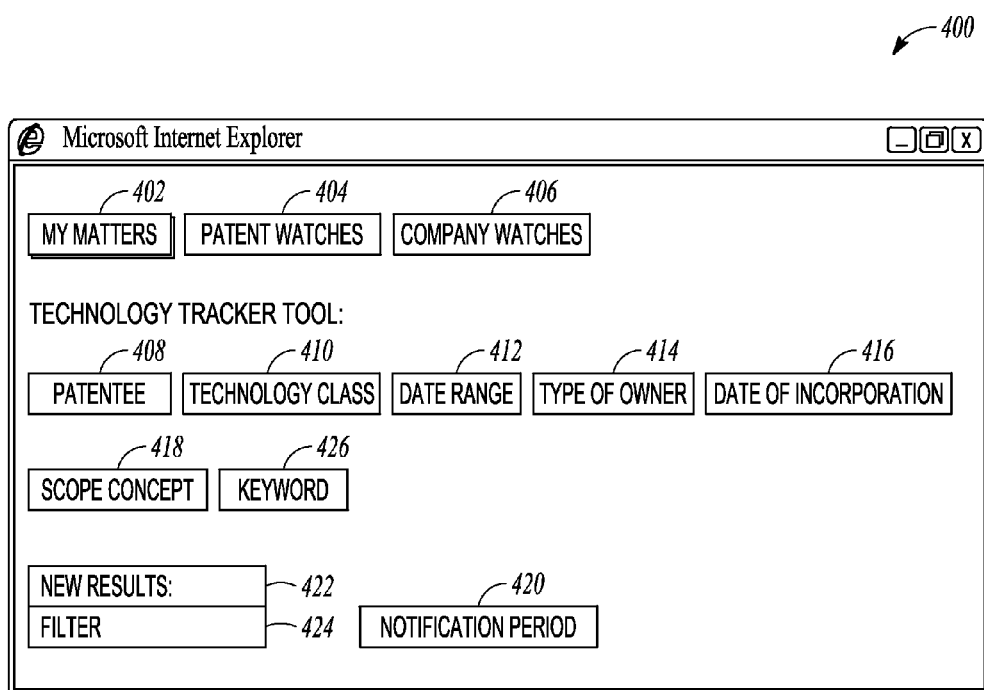 400
Microsoft Internet Explorer
402 404 406
MY MATTERS PATENT WATCHES COMPANY WATCHES
TECHNOLOGY TRACKER TOOL:
408 410 412 414 416
PATENTEE TECHNOLOGY CLASS DATE RANGE TYPE OF OWNER DATE OF INCORPORATION
418 426
SCOPE CONCEPT KEYWORD
NEW RESULTS: 422 420
FILTER 424 NOTIFICATION PERIOD